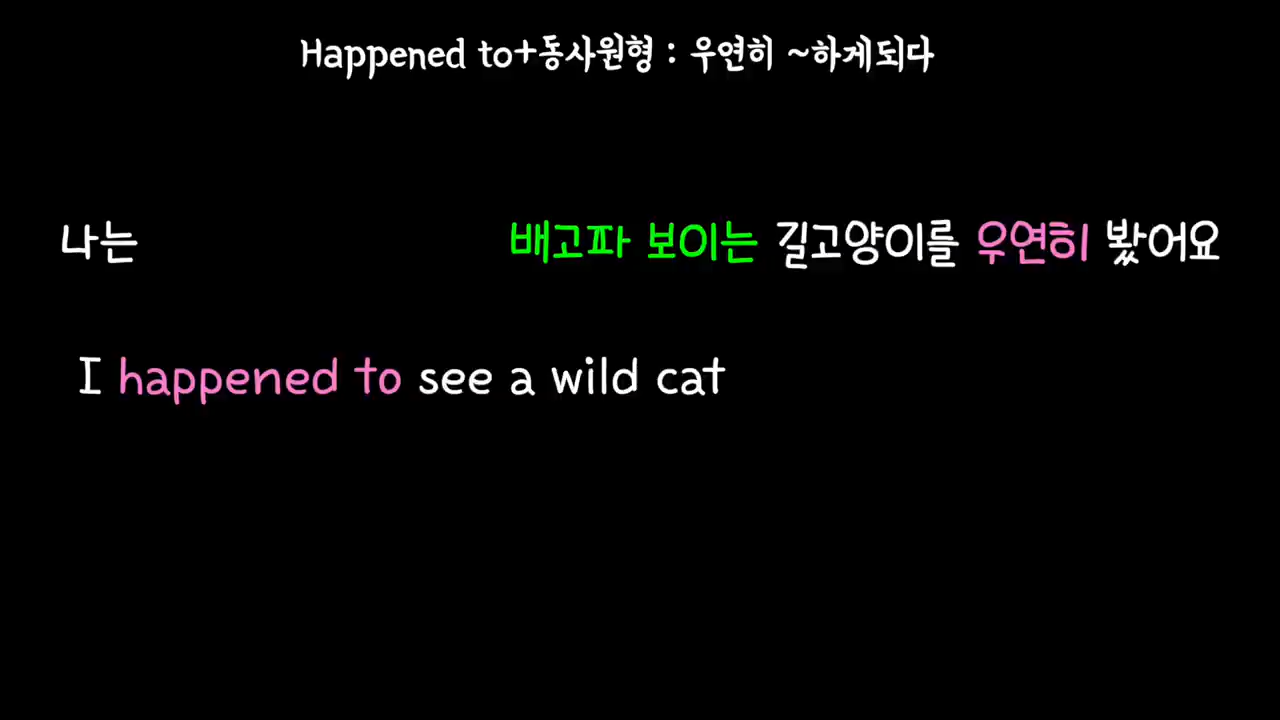 Happened to+동사원형 : 우연히 ~하게되다
나는 배고파 보이는 길고양이를 우연히 봤어요
I happened to see a wild cat